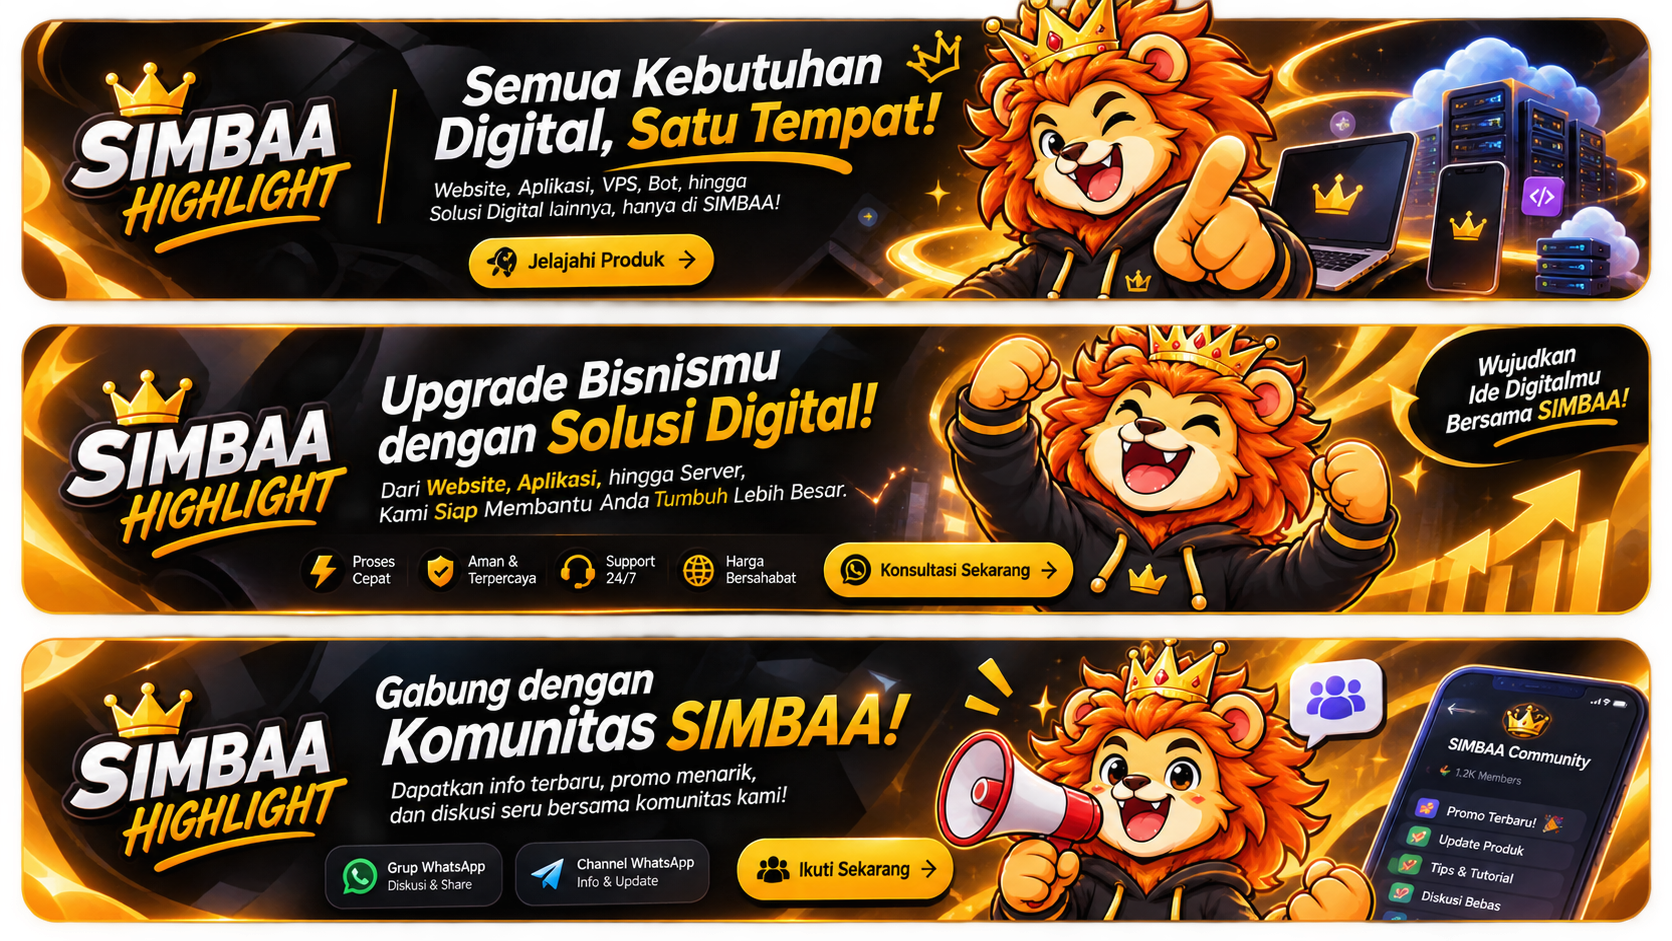 SIMBAA
HIGHLIGHT
Semua Kebutuhan
Digital, Satu Tempat!
Website, Aplikasi, VPS, Bot, hingga
Solusi Digital lainnya, hanya di SIMBAA!
Jelajahi Produk
</>
SIMBAA
HIGHLIGHT
Upgrade Bisnismu
dengan Solusi Digital!
Dari Website, Aplikasi, hingga Server,
Kami Siap Membantu Anda Tumbuh Lebih Besar.
Proses
Cepat
Aman &
Terpercaya
Support
24/7
Harga
Bersahabat
Konsultasi Sekarang
Wujudkan
Ide Digitalmu
Bersama SIMBAA!
SIMBAA
HIGHLIGHT
Gabung dengan
Komunitas SIMBAA!
Dapatkan info terbaru, promo menarik,
dan diskusi seru bersama komunitas kami!
Grup WhatsApp
Diskusi & Share
Channel WhatsApp
Info & Update
Ikuti Sekarang
SIMBAA Community
1.2K Members
Promo Terbaru!
Update Produk
Tips & Tutorial
Diskusi Bebas